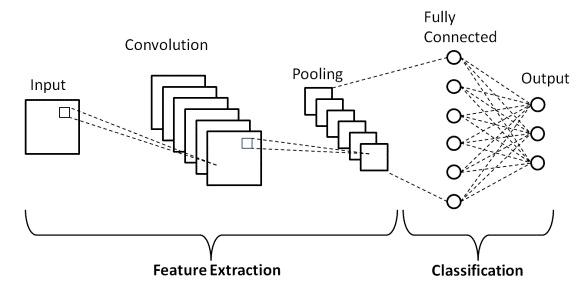 Input
Convolution
Pooling
Fully
Connected
Output
Feature Extraction
Classification